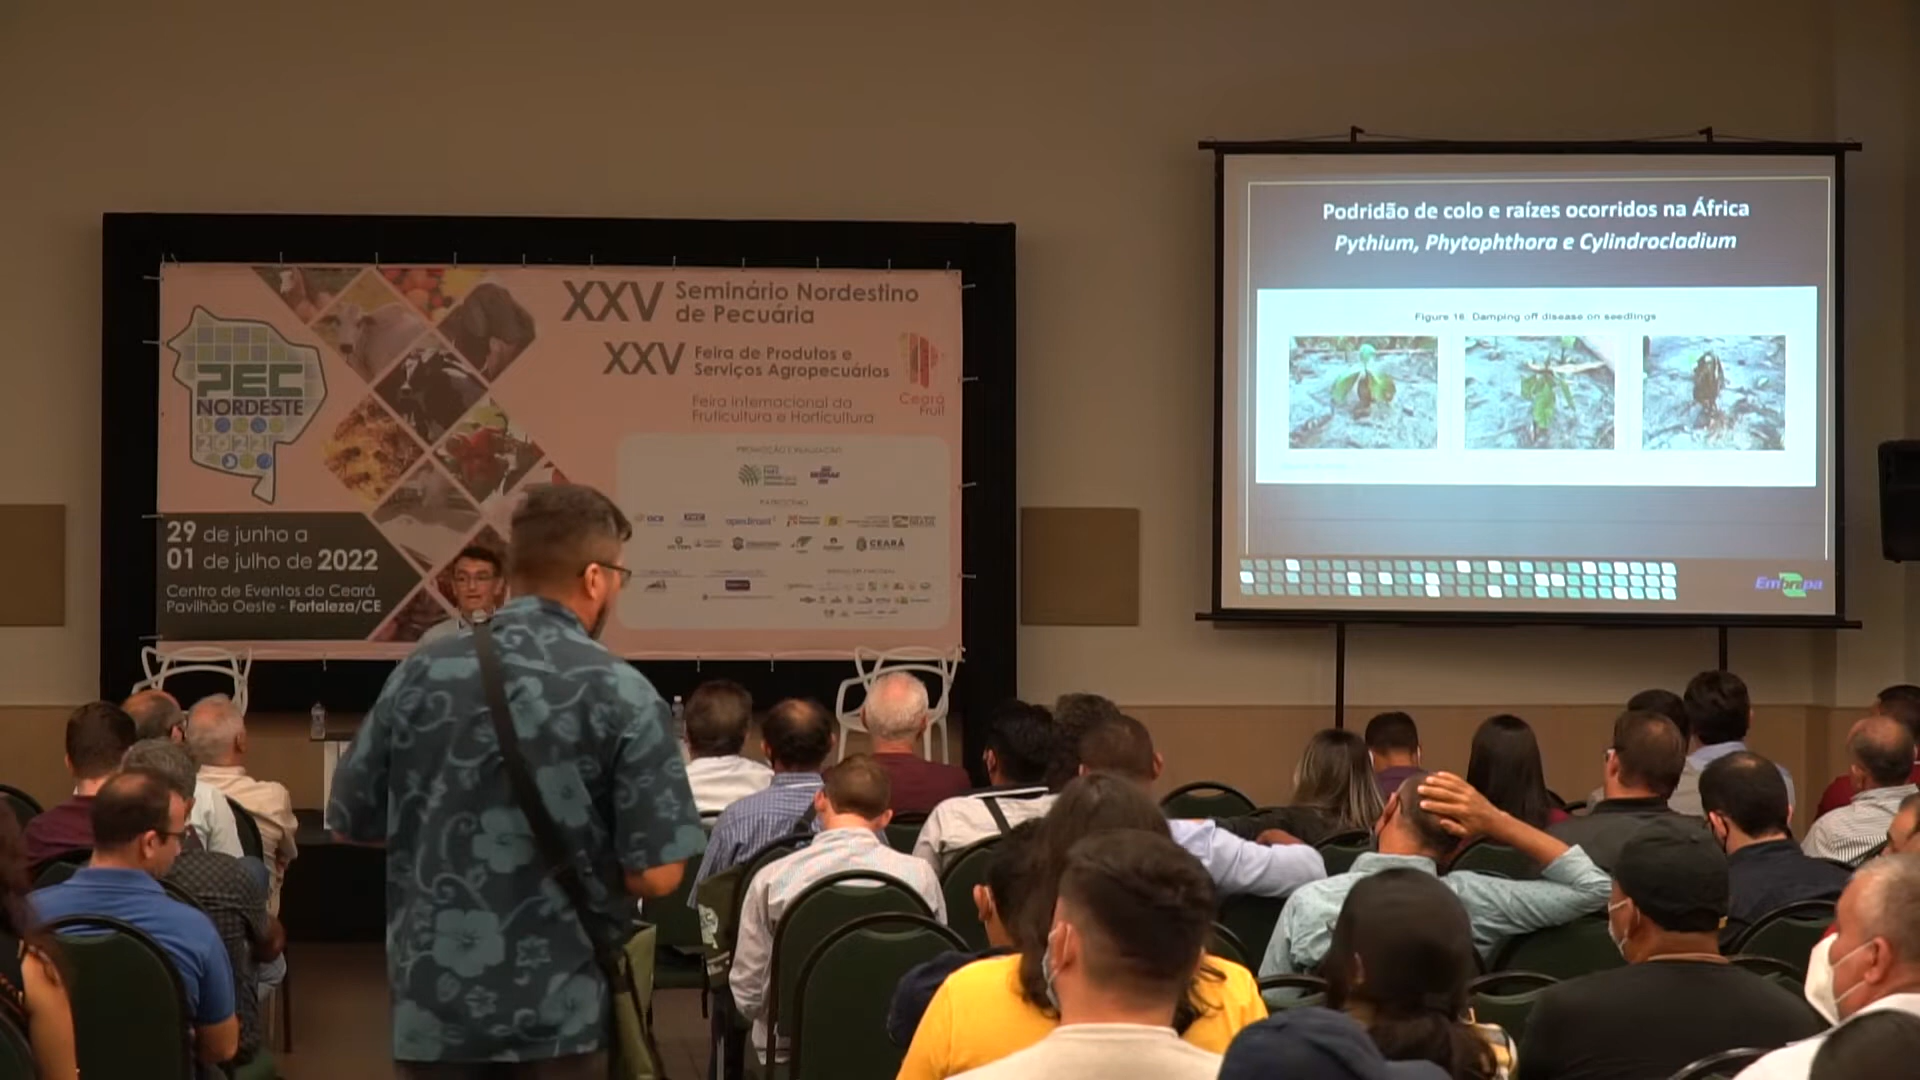 XXV Seminário Nordestino
de Pecuária
XXV Feira de Produtos e
Serviços Agropecuários
Feira Internacional da
Fruticultura e Horticultura
Ceará
Fruit
PEC
NORDESTE
2022
29 de junho a
01 de julho de 2022
Centro de Eventos do Ceará
Pavilhão Oeste - Fortaleza/CE
PATROCÍNIO
SEBRAE
CEARÁ
Podridão de colo e raízes ocorridos na África
Pythium, Phytophthora e Cylindrocladium
Figure 16. Damping off disease on seedlings
Embrapa